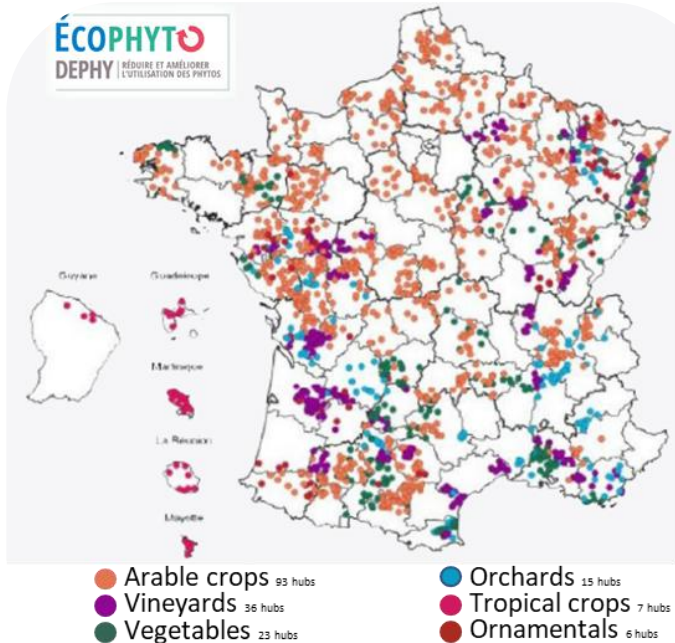 ÉCOPHYTO
DEPHY
RÉDUIRE ET AMÉLIORER
L'UTILISATION DES PHYTOS
Guyane
Guadeloupe
Martinique
La Réunion
Mayotte
Arable crops 93 hubs
Vineyards 36 hubs
Vegetables 23 hubs
Orchards 15 hubs
Tropical crops 7 hubs
Ornamentals 6 hubs